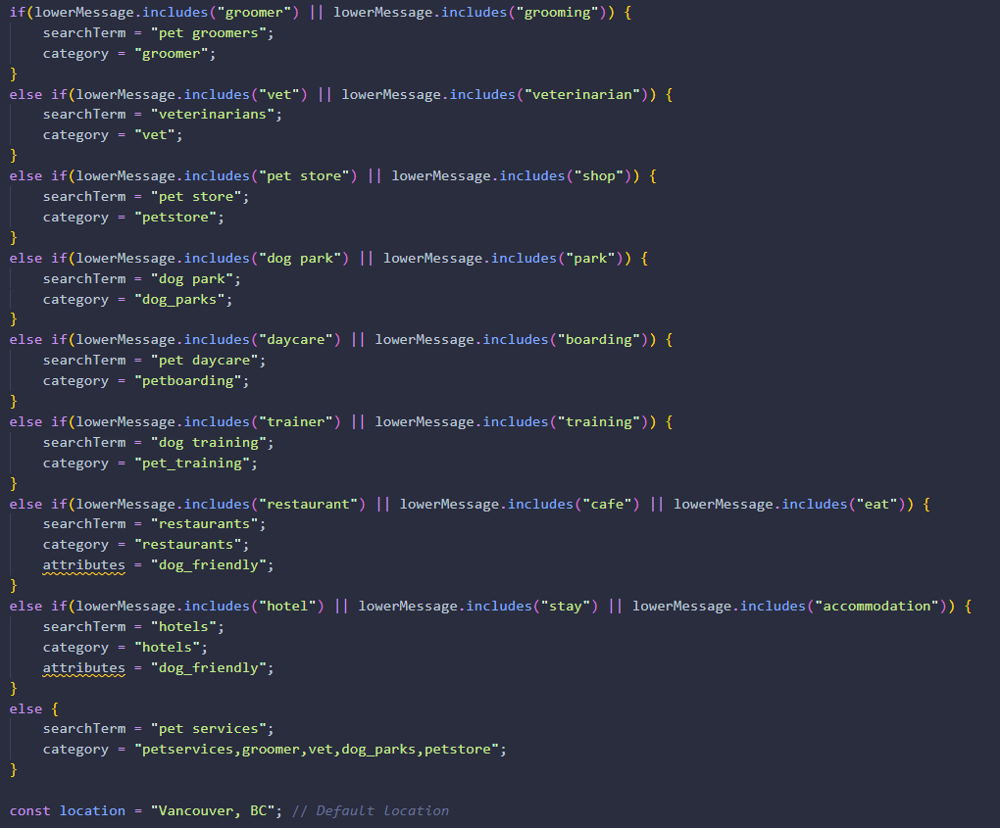 if(lowerMessage.includes("groomer") || lowerMessage.includes("grooming")) {
    searchTerm = "pet groomers";
    category = "groomer";
}
else if(lowerMessage.includes("vet") || lowerMessage.includes("veterinarian")) {
    searchTerm = "veterinarians";
    category = "vet";
}
else if(lowerMessage.includes("pet store") || lowerMessage.includes("shop")) {
    searchTerm = "pet store";
    category = "petstore";
}
else if(lowerMessage.includes("dog park") || lowerMessage.includes("park")) {
    searchTerm = "dog park";
    category = "dog_parks";
}
else if(lowerMessage.includes("daycare") || lowerMessage.includes("boarding")) {
    searchTerm = "pet daycare";
    category = "petboarding";
}
else if(lowerMessage.includes("trainer") || lowerMessage.includes("training")) {
    searchTerm = "dog training";
    category = "pet_training";
}
else if(lowerMessage.includes("restaurant") || lowerMessage.includes("cafe") || lowerMessage.includes("eat")) {
    searchTerm = "restaurants";
    category = "restaurants";
    attributes = "dog_friendly";
}
else if(lowerMessage.includes("hotel") || lowerMessage.includes("stay") || lowerMessage.includes("accommodation")) {
    searchTerm = "hotels";
    category = "hotels";
    attributes = "dog_friendly";
}
else {
    searchTerm = "pet services";
    category = "petservices,groomer,vet,dog_parks,petstore";
}
const location = "Vancouver, BC"; // Default location